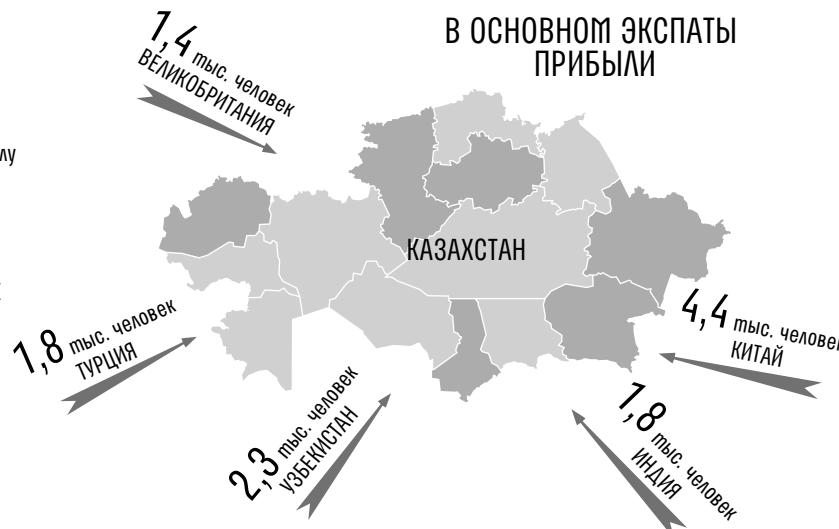 В ОСНОВНОМ ЭКСПАТЫ
ПРИБЫЛИ
1,4 тыс. человек
ВЕЛИКОБРИТАНИЯ
КАЗАХСТАН
1,8 тыс. человек
ТУРЦИЯ
2,3 тыс. человек
УЗБЕКИСТАН
4,4 тыс. человек
КИТАЙ
1,8 тыс. человек
ИНДИЯ